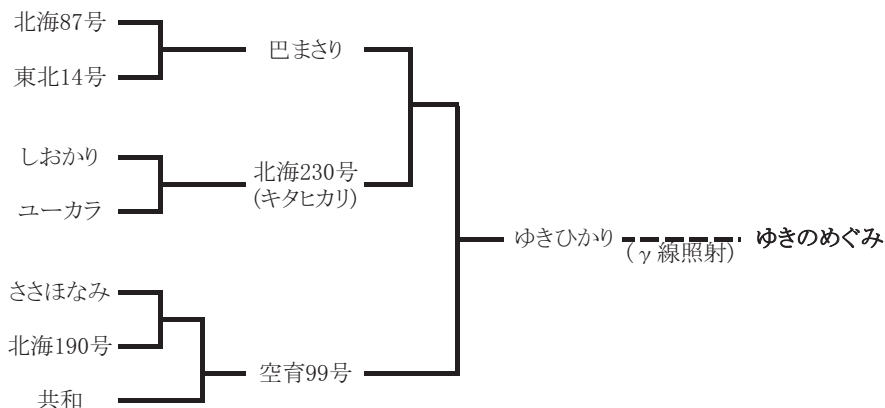 北海87号
巴まさり
東北14号
しおかり
北海230号
(キタヒカリ)
ユーカラ
ゆきひかり
(γ線照射)
ゆきのめぐみ
ささほなみ
北海190号
空育99号
共和